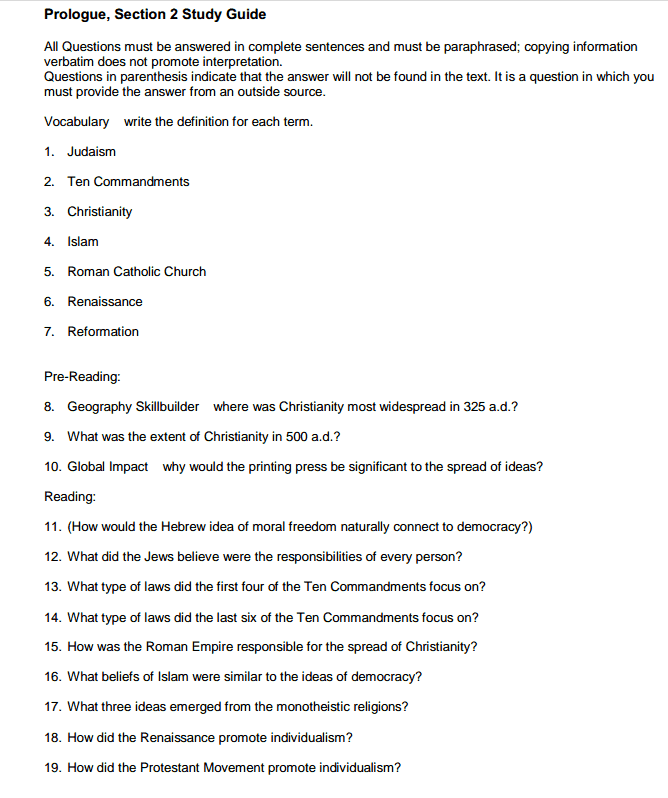 Prologue, Section 2 Study Guide
All Questions must be answered in complete sentences and must be paraphrased; copying information
verbatim does not promote interpretation.
Questions in parenthesis indicate that the answer will not be found in the text. It is a question in which you
must provide the answer from an outside source.
Vocabulary write the definition for each term.
1. Judaism
2. Ten Commandments
3. Christianity
4. Islam
5. Roman Catholic Church
6. Renaissance
7. Reformation
Pre-Reading:
8. Geography Skillbuilder where was Christianity most widespread in 325 a.d.?
9. What was the extent of Christianity in 500 a.d.?
10. Global Impact why would the printing press be significant to the spread of ideas?
Reading:
11. (How would the Hebrew idea of moral freedom naturally connect to democracy?)
12. What did the Jews believe were the responsibilities of every person?
13. What type of laws did the first four of the Ten Commandments focus on?
14. What type of laws did the last six of the Ten Commandments focus on?
15. How was the Roman Empire responsible for the spread of Christianity?
16. What beliefs of Islam were similar to the ideas of democracy?
17. What three ideas emerged from the monotheistic religions?
18. How did the Renaissance promote individualism?
19. How did the Protestant Movement promote individualism?